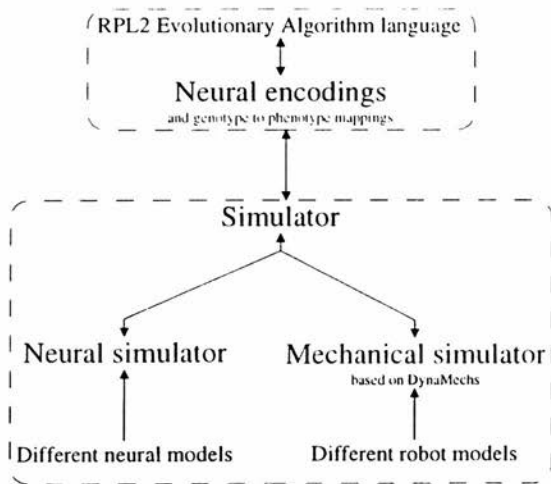 RPL2 Evolutionary Algorithm language
Neural encodings
and genotype to phenotype mappings
Simulator
Neural simulator
Mechanical simulator
based on DynaMechs
Different neural models
Different robot models